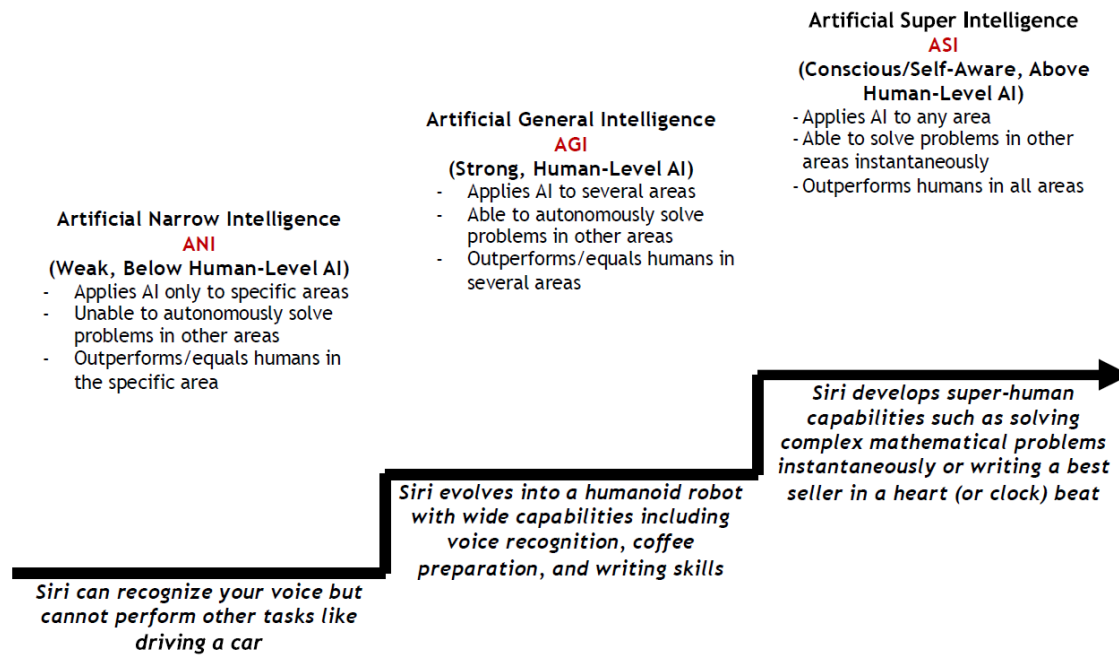 Artificial Narrow Intelligence
ANI
(Weak, Below Human-Level AI)
- Applies AI only to specific areas
- Unable to autonomously solve
problems in other areas
- Outperforms/equals humans in
the specific area
Siri can recognize your voice but
cannot perform other tasks like
driving a car
Artificial General Intelligence
AGI
(Strong, Human-Level AI)
- Applies AI to several areas
- Able to autonomously solve
problems in other areas
- Outperforms/equals humans in
several areas
Siri evolves into a humanoid robot
with wide capabilities including
voice recognition, coffee
preparation, and writing skills
Artificial Super Intelligence
ASI
(Conscious/Self-Aware, Above
Human-Level AI)
- Applies AI to any area
- Able to solve problems in other
areas instantaneously
- Outperforms humans in all areas
Siri develops super-human
capabilities such as solving
complex mathematical problems
instantaneously or writing a best
seller in a heart (or clock) beat